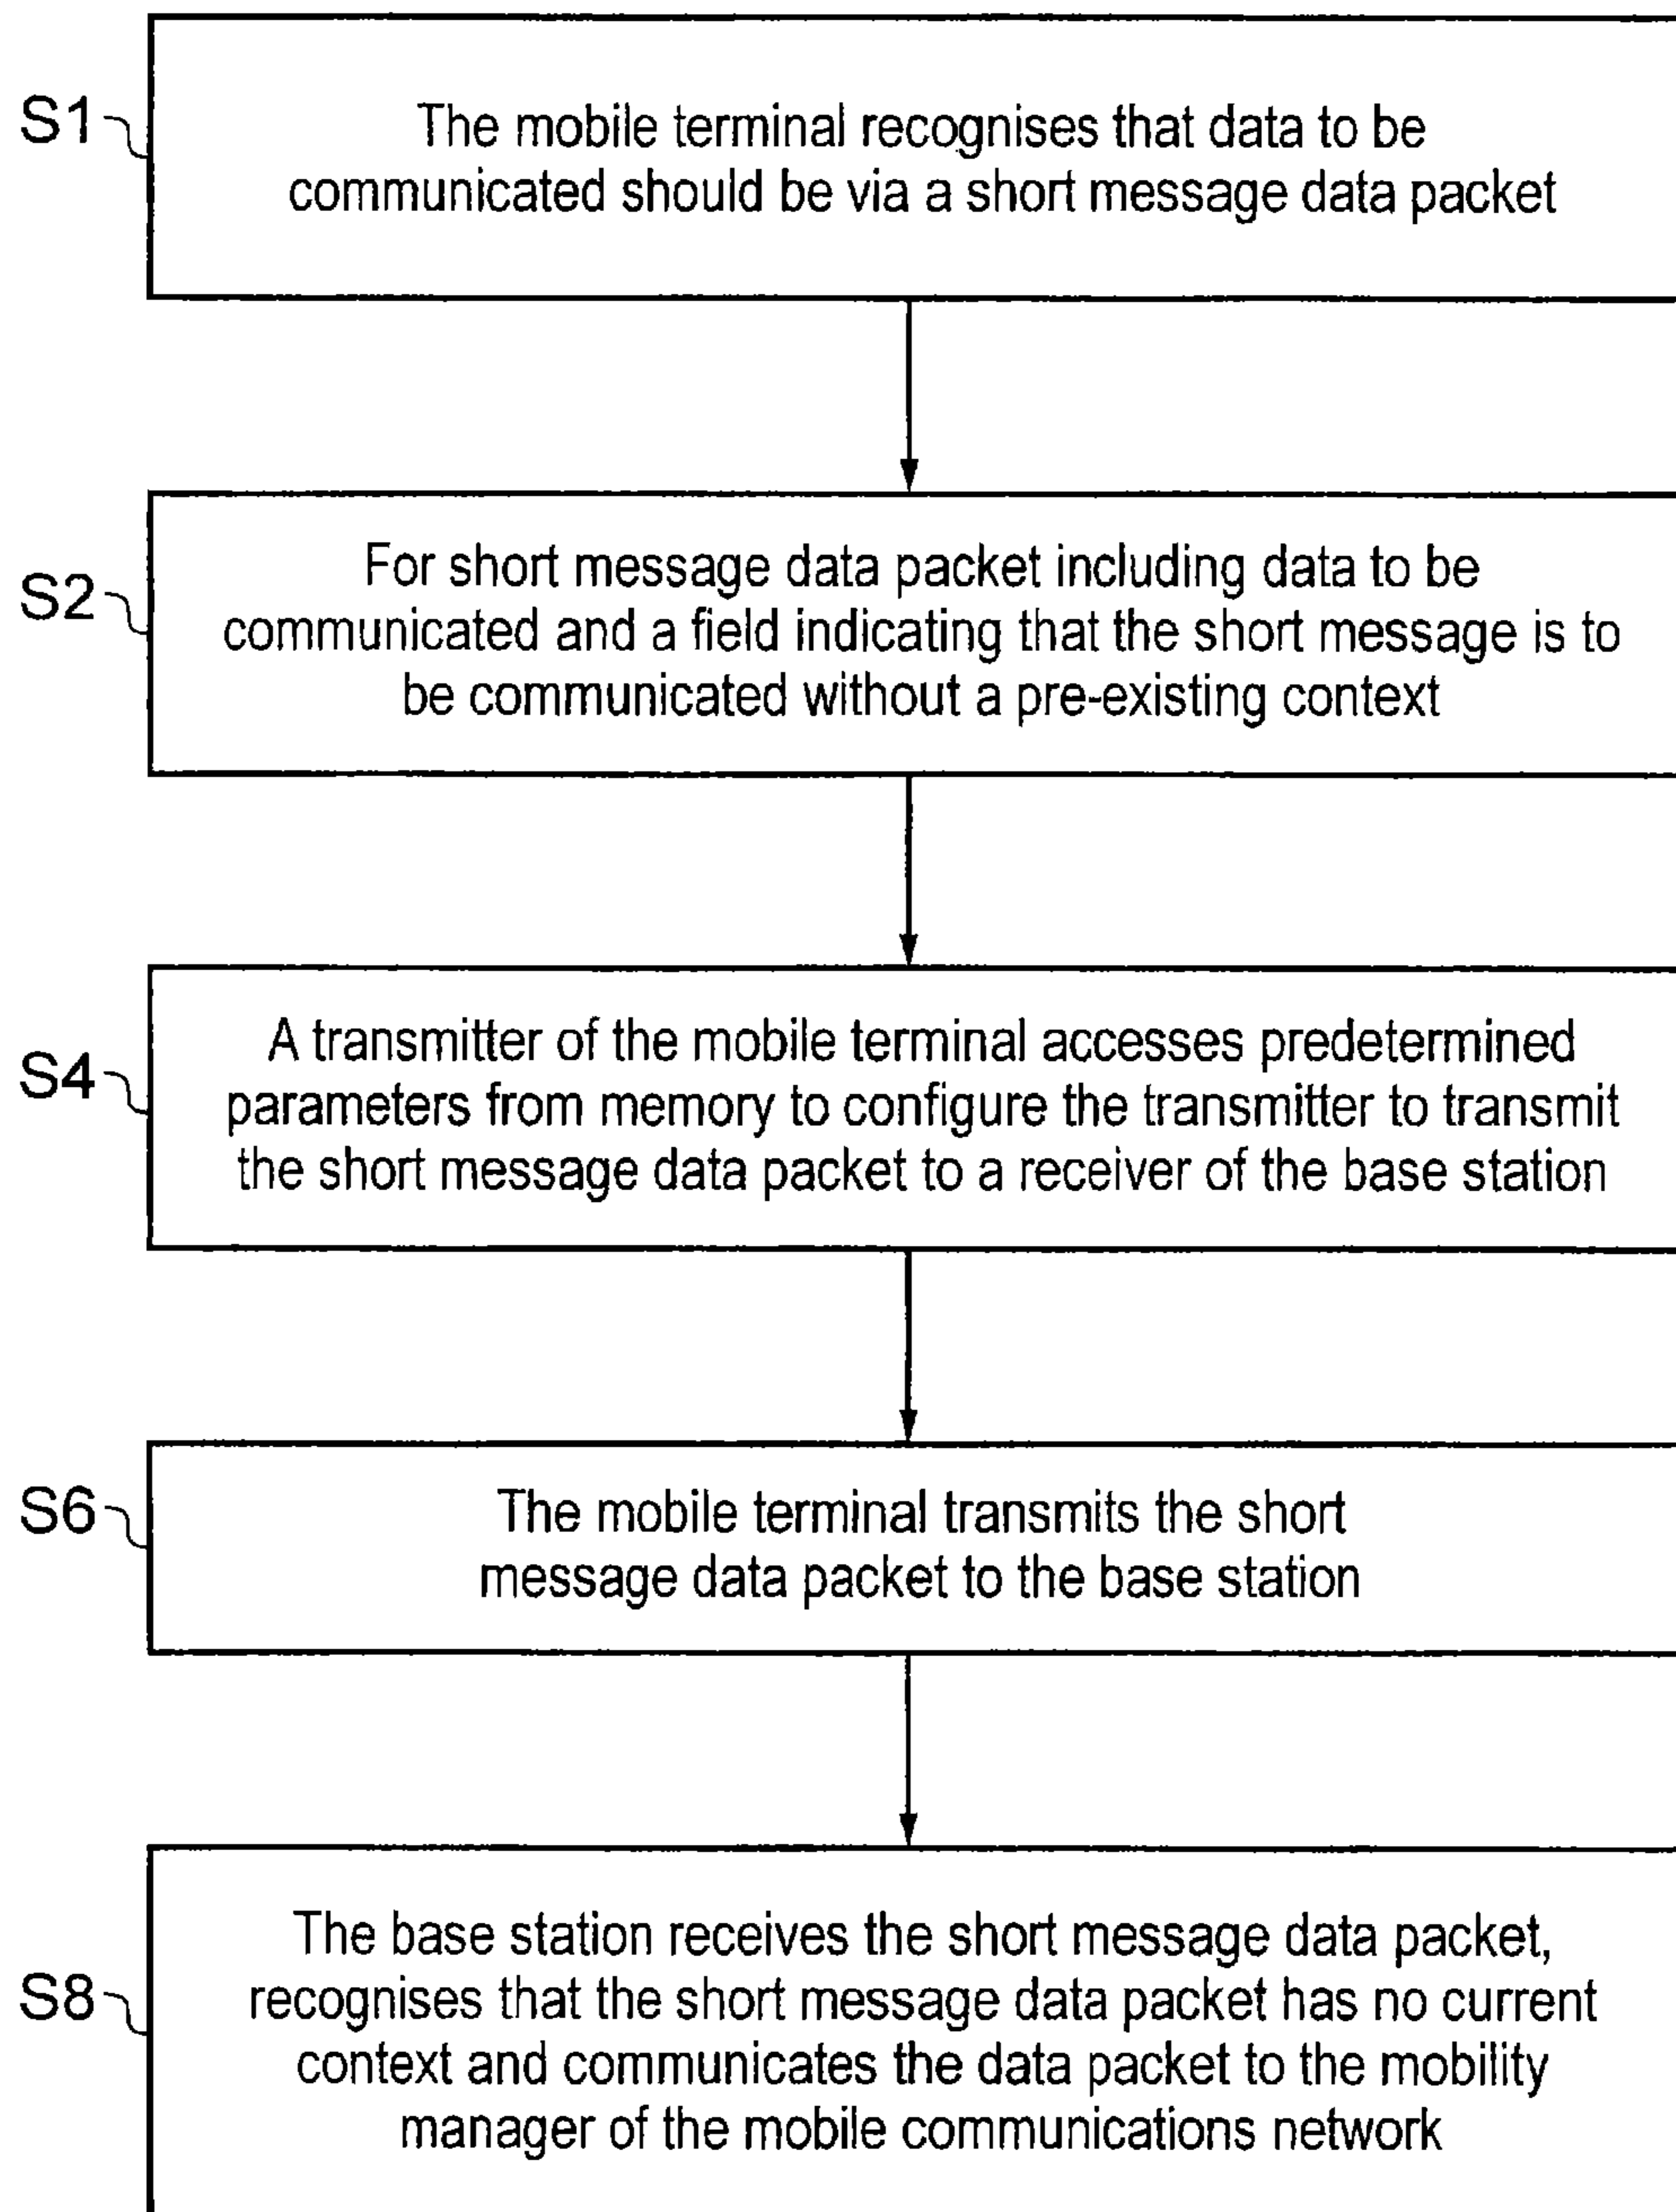 S1
The mobile terminal recognises that data to be
communicated should be via a short message data packet
S2
For short message data packet including data to be
communicated and a field indicating that the short message is to
be communicated without a pre-existing context
S4
A transmitter of the mobile terminal accesses predetermined
parameters from memory to configure the transmitter to transmit
the short message data packet to a receiver of the base station
S6
The mobile terminal transmits the short
message data packet to the base station
S8
The base station receives the short message data packet,
recognises that the short message data packet has no current
context and communicates the data packet to the mobility
manager of the mobile communications network